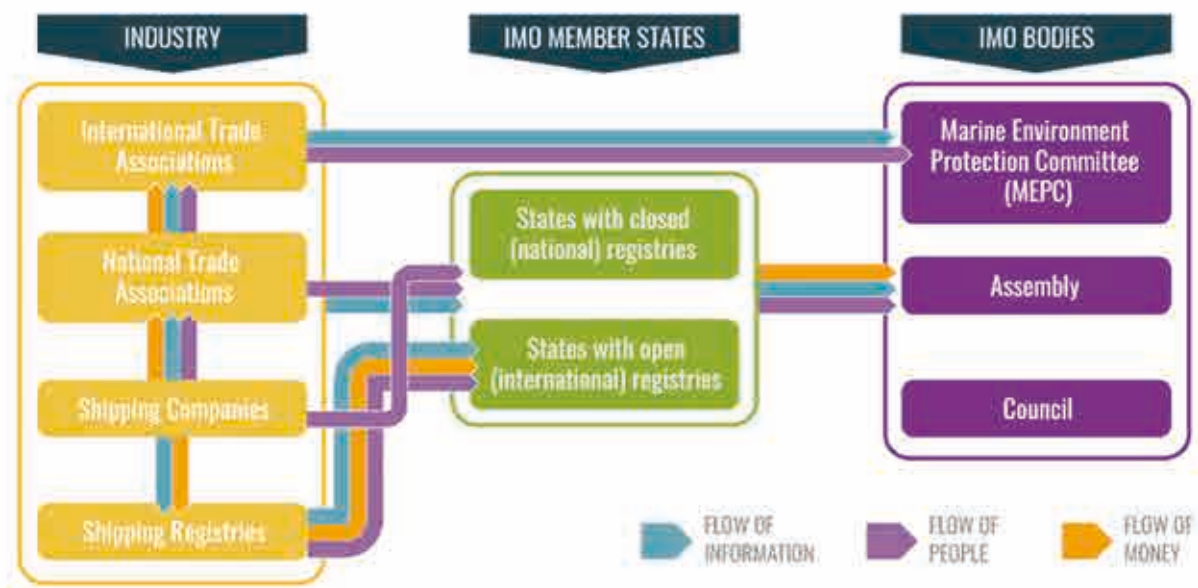 INDUSTRY
IMO MEMBER STATES
IMO BODIES
International Trade
Associations
National Trade
Associations
Shipping Companies
Shipping Registries
States with closed
(national) registries
States with open
(international) registries
Marine Environment
Protection Committee
(MEPC)
Assembly
Council
FLOW OF
INFORMATION
FLOW OF
PEOPLE
FLOW OF
MONEY